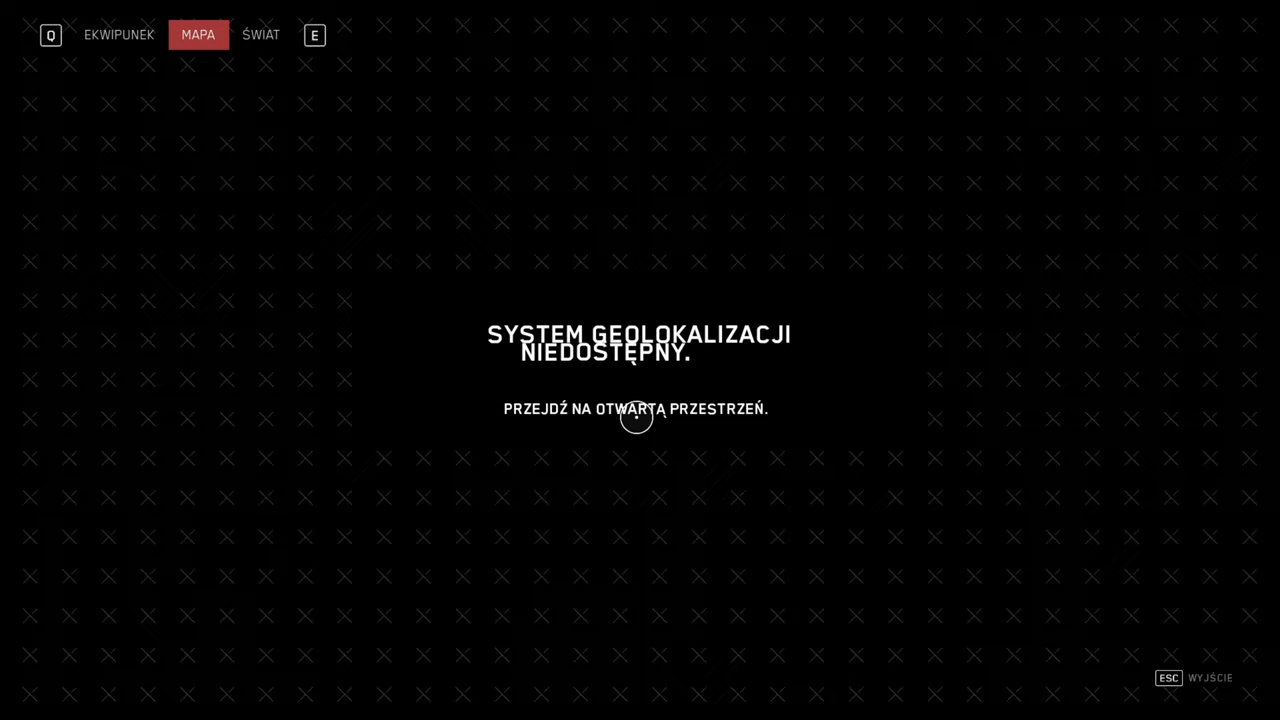 Q EKWIPUNEK MAPA ŚWIAT E
SYSTEM GEOLOKALIZACJI
NIEDOSTĘPNY.
PRZEJDŹ NA OTWARTĄ PRZESTRZEŃ.
ESC WYJŚCIE